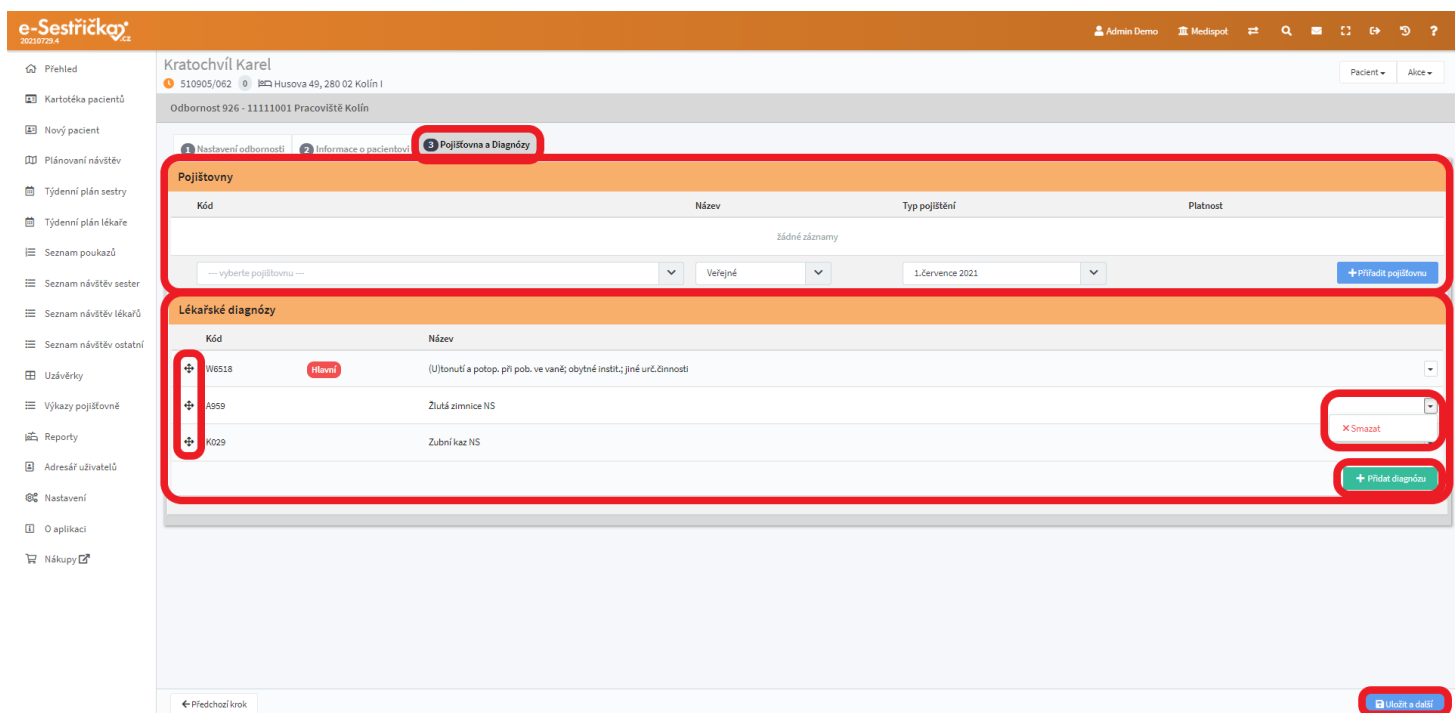 e-Sestřička.cz
20210729.4
Admin Demo
Medispot
Přehled
Kartotéka pacientů
Nový pacient
Plánovaní návštěv
Týdenní plán sestry
Týdenní plán lékaře
Seznam poukazů
Seznam návštěv sester
Seznam návštěv lékařů
Seznam návštěv ostatní
Uzávěrky
Výkazy pojišťovně
Reporty
Adresář uživatelů
Nastavení
O aplikaci
Nákupy
Kratochvíl Karel
510905/062 0 Husova 49, 280 02 Kolín I
Pacient
Akce
Odbornost 926 - 11111001 Pracoviště Kolín
1 Nastavení odbornosti 2 Informace o pacientovi 3 Pojišťovna a Diagnózy
Pojištovny
Kód Název Typ pojištění Platnost
žádné záznamy
--- vyberte pojišťovnu --- Veřejné 1.července 2021 Přiřadit pojišťovnu
Lékařské diagnózy
Kód Název
W6518 Hlavní (U)tonutí a potop. při pob. ve vaně; obytné instit.; jiné urč.činnosti
A959 Žlutá zimnice NS
Smazat
K029 Zubní kaz NS
Přidat diagnózu
Předchozí krok
Uložit a další